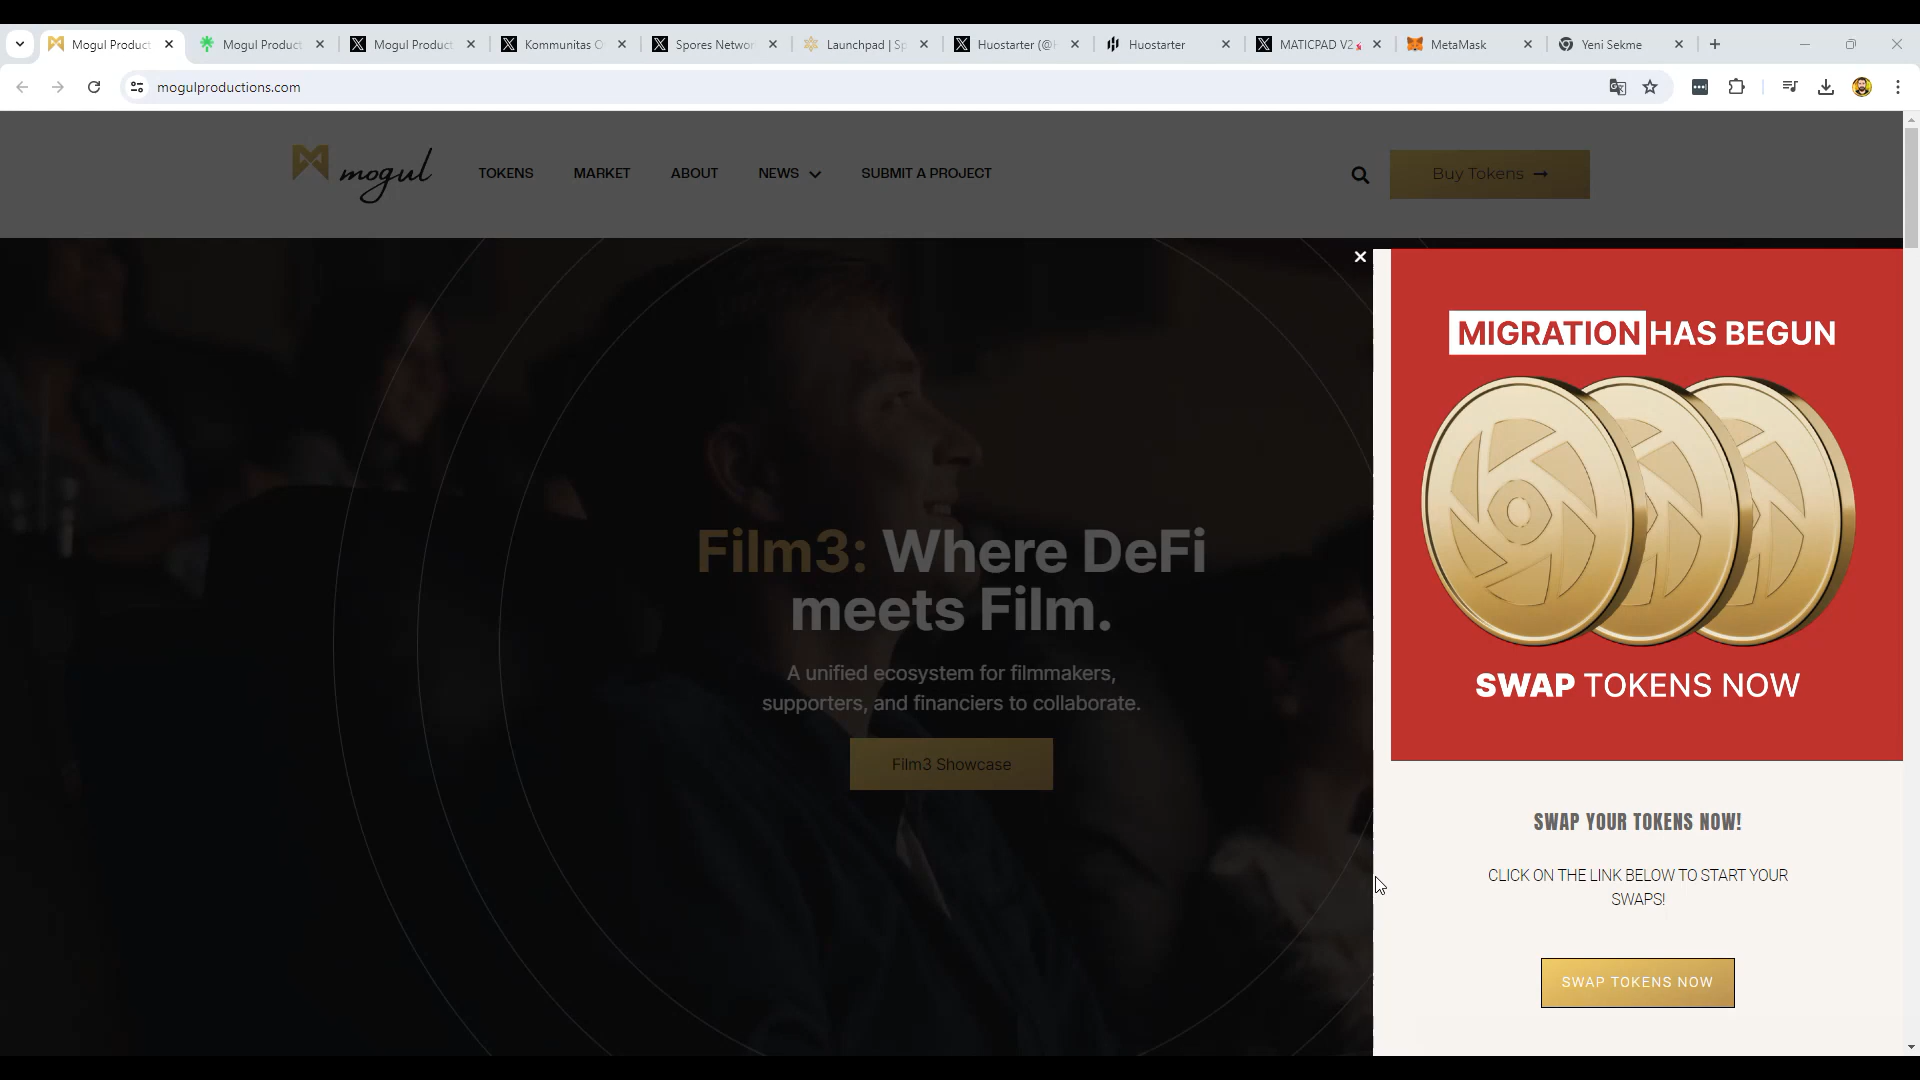 Mogul Product
Mogul Product
Mogul Product
Kommunitas O
Spores Networ
Launchpad | Sp
Huostarter (@H
Huostarter
MATICPAD V2
MetaMask
Yeni Sekme
mogulproductions.com
mogul
TOKENS
MARKET
ABOUT
NEWS
SUBMIT A PROJECT
Buy Tokens
MIGRATION HAS BEGUN
SWAP TOKENS NOW
Film3: Where DeFi
meets Film.
A unified ecosystem for filmmakers,
supporters, and financiers to collaborate.
Film3 Showcase
SWAP YOUR TOKENS NOW!
CLICK ON THE LINK BELOW TO START YOUR
SWAPS!
SWAP TOKENS NOW